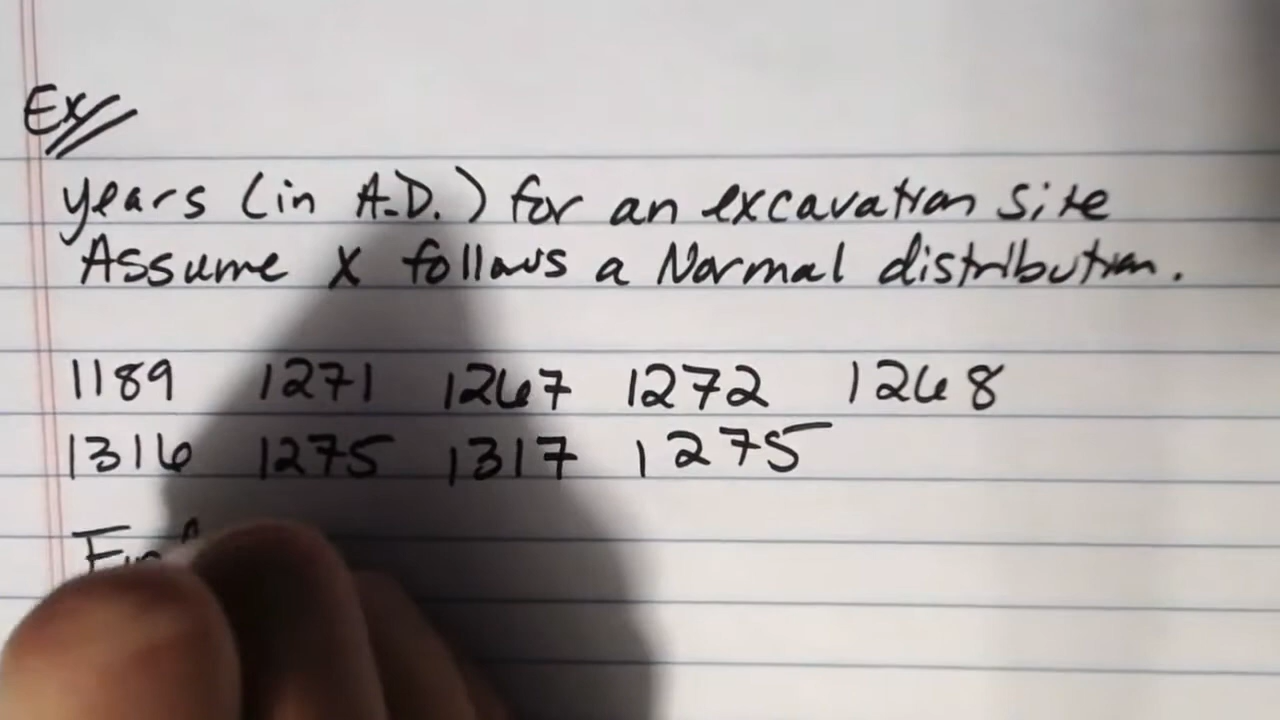 Ex
years (in A.D.) for an excavation site
Assume X follows a Normal distribution.
1189 1271 1267 1272 1268
1316 1275 1317 1275